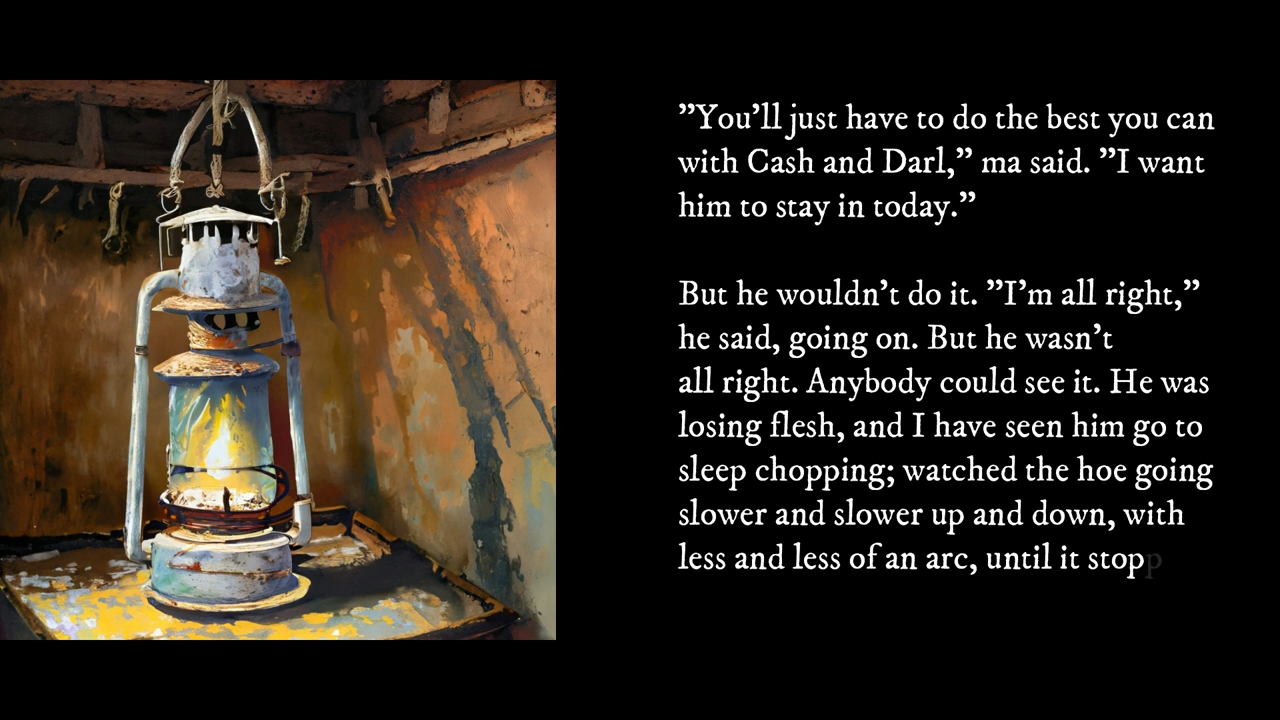 ”You’ll just have to do the best you can
with Cash and Darl,” ma said. ”I want
him to stay in today.”
But he wouldn’t do it. ”I’m all right,”
he said, going on. But he wasn’t
all right. Anybody could see it. He was
losing flesh, and I have seen him go to
sleep chopping; watched the hoe going
slower and slower up and down, with
less and less of an arc, until it stopp